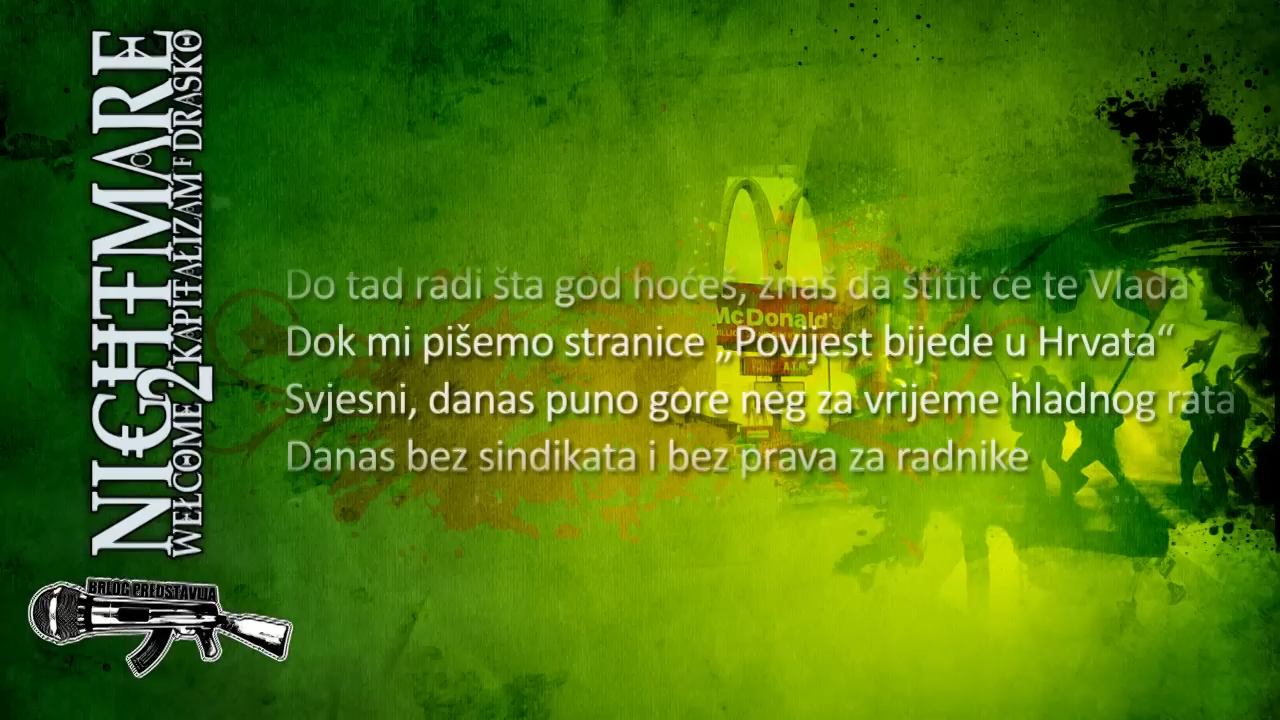 NIGHTMARE
WELCOME 2 KAPITALIZAM F DRASKO
BRLOG PREDSTAVLJA
Do tad radi šta god hoćeš, znaš da štitit će te Vlada
Dok mi pišemo stranice „Povijest bijede u Hrvata“
Svjesni, danas puno gore neg za vrijeme hladnog rata
Danas bez sindikata i bez prava za radnike
McDonald's